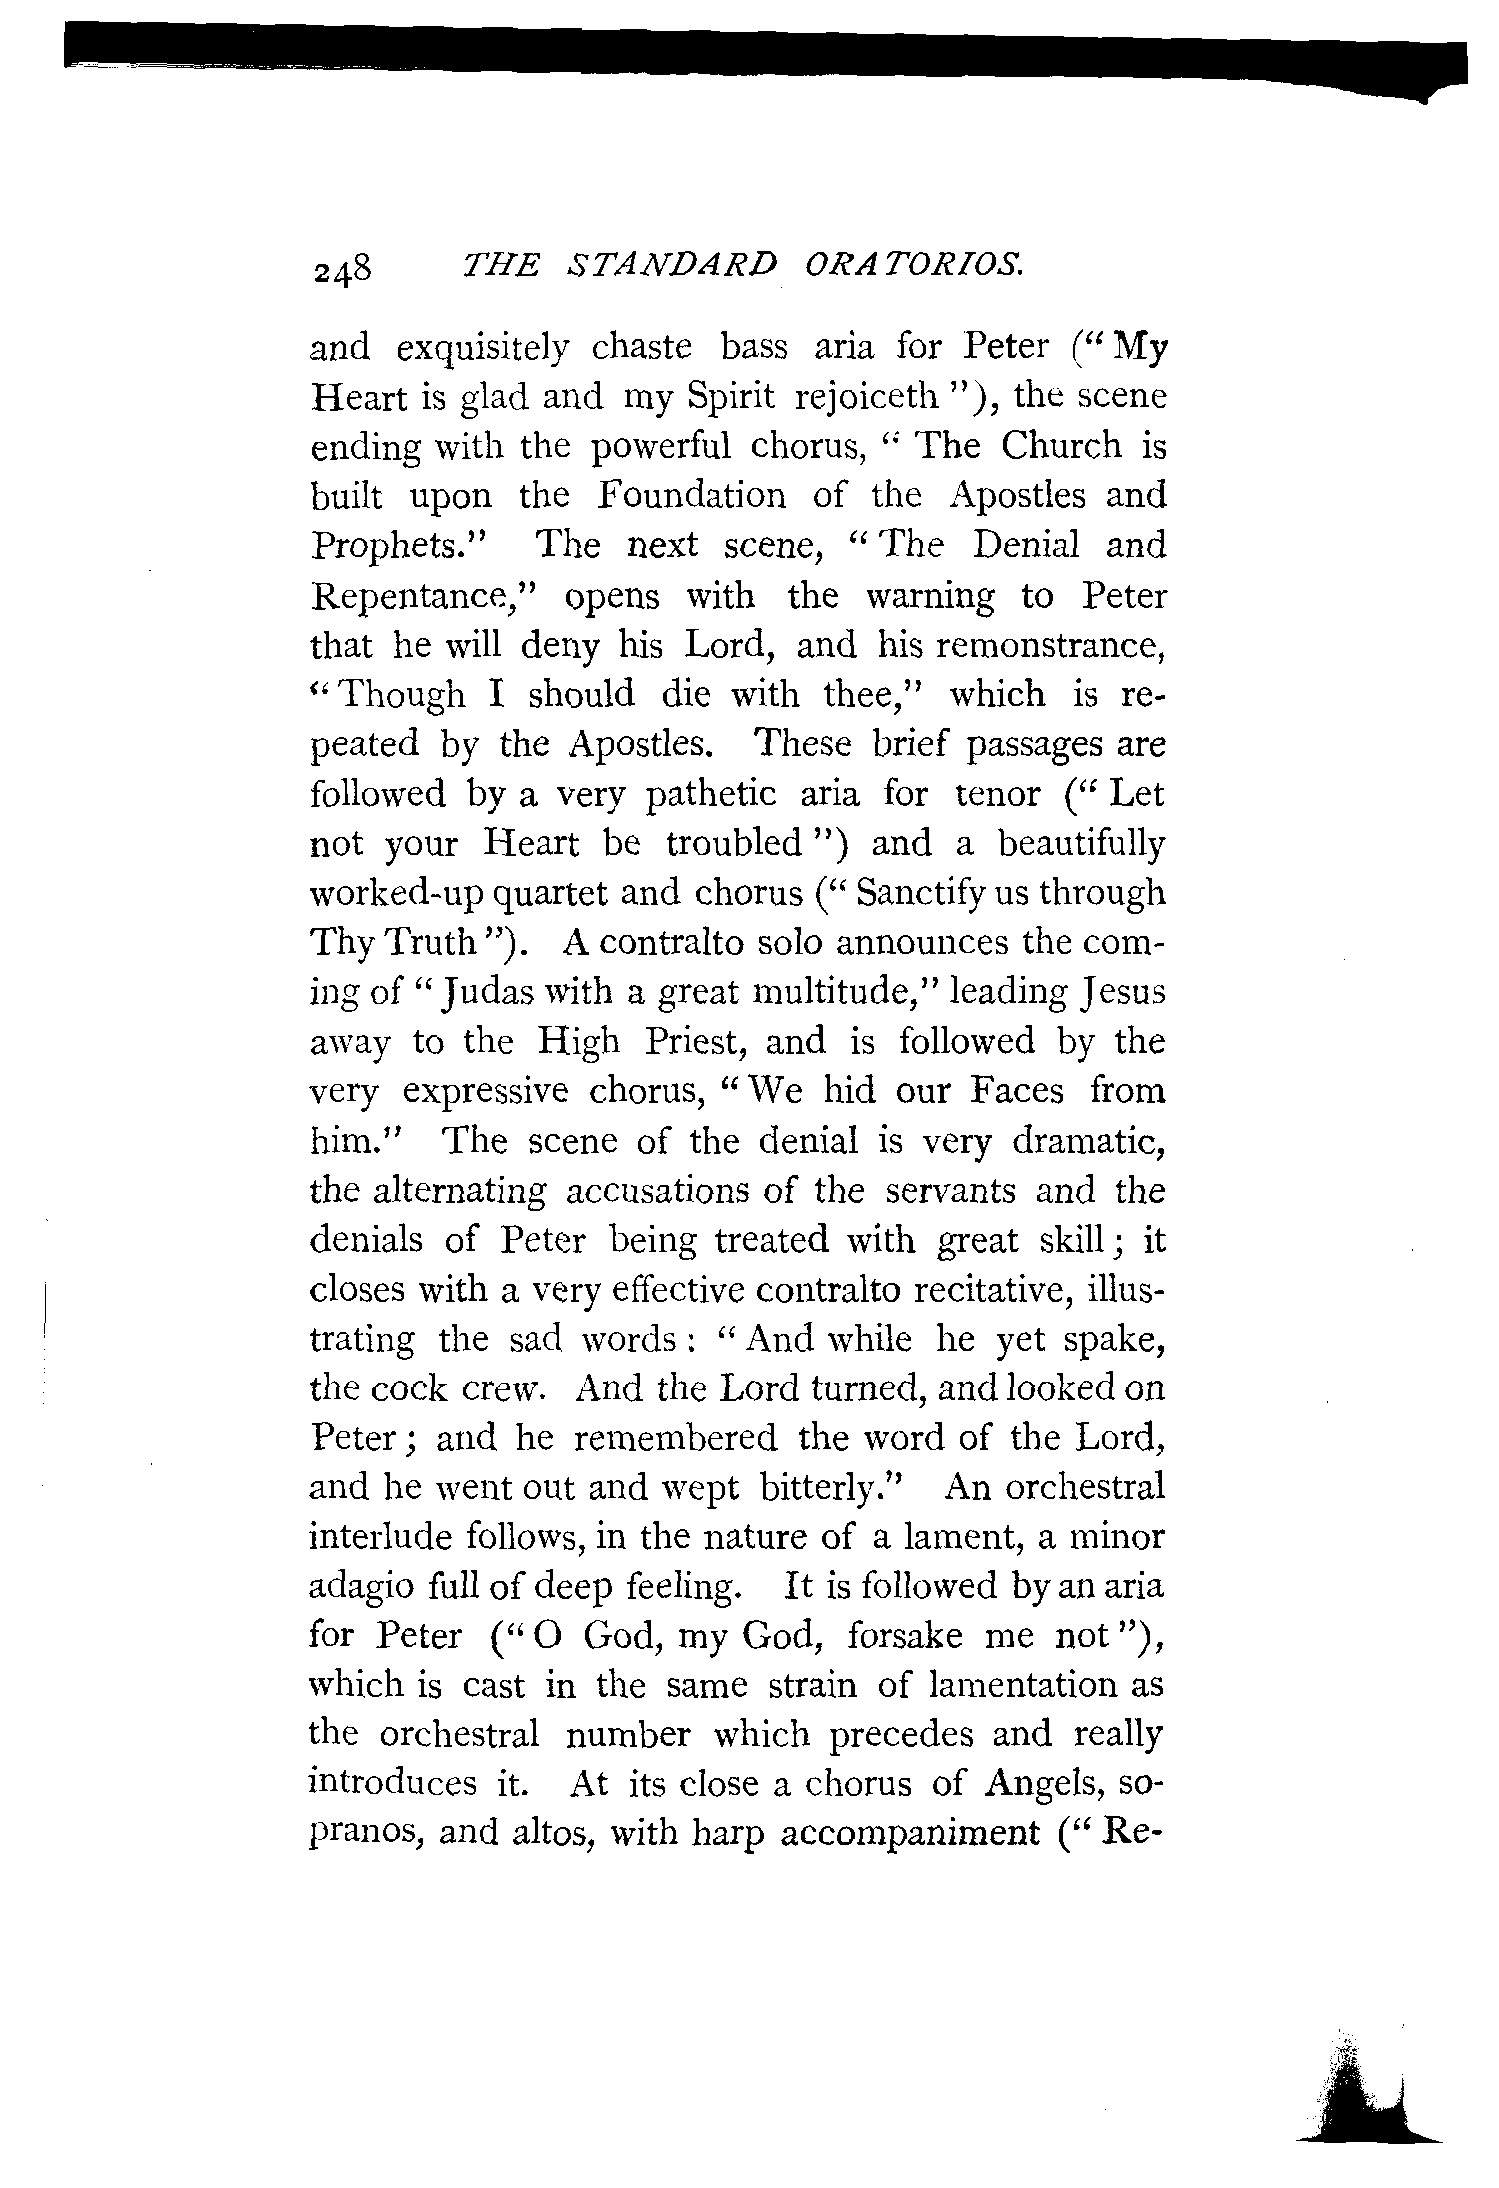 248 THE STANDARD ORATORIOS.
and exquisitely chaste bass aria for Peter (" My
Heart is glad and my Spirit rejoiceth "), the scene
ending with the powerful chorus, " The Church is
built upon the Foundation of the Apostles and
Prophets." The next scene, " The Denial and
Repentance," opens with the warning to Peter
that he will deny his Lord, and his remonstrance,
" Though I should die with thee," which is re-
peated by the Apostles. These brief passages are
followed by a very pathetic aria for tenor (" Let
not your Heart be troubled ") and a beautifully
worked-up quartet and chorus (" Sanctify us through
Thy Truth "). A contralto solo announces the com-
ing of " Judas with a great multitude," leading Jesus
away to the High Priest, and is followed by the
very expressive chorus, " We hid our Faces from
him." The scene of the denial is very dramatic,
the alternating accusations of the servants and the
denials of Peter being treated with great skill ; it
closes with a very effective contralto recitative, illus-
trating the sad words : " And while he yet spake,
the cock crew. And the Lord turned, and looked on
Peter ; and he remembered the word of the Lord,
and he went out and wept bitterly." An orchestral
interlude follows, in the nature of a lament, a minor
adagio full of deep feeling. It is followed by an aria
for Peter (" O God, my God, forsake me not "),
which is cast in the same strain of lamentation as
the orchestral number which precedes and really
introduces it. At its close a chorus of Angels, so-
pranos, and altos, with harp accompaniment (" Re-